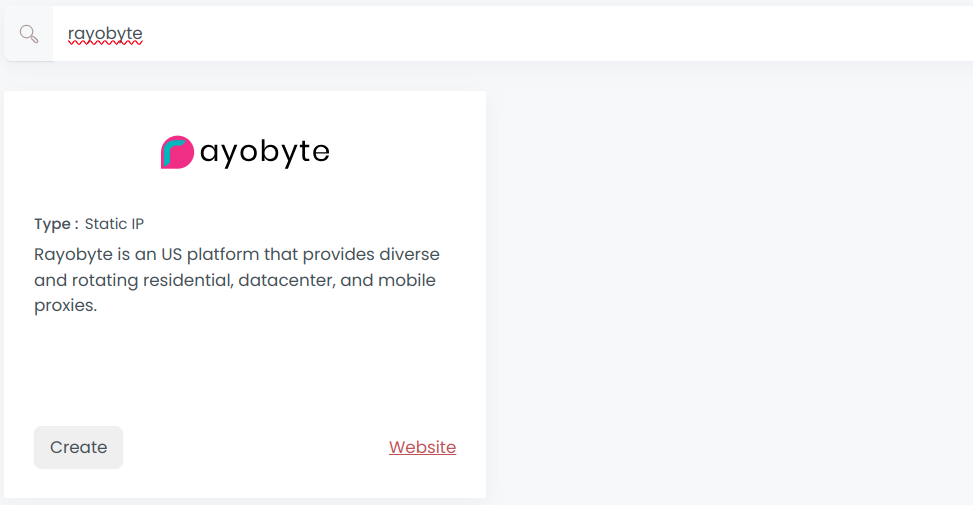 rayobyte
rayobyte
Type : Static IP
Rayobyte is an US platform that provides diverse
and rotating residential, datacenter, and mobile
proxies.
Create Website